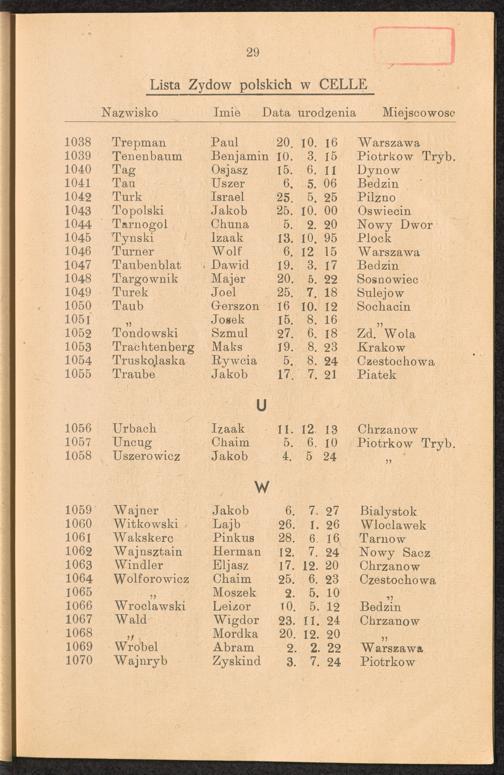 29
Lista Zydow polskich w CELLE
Nazwisko Imie Data urodzenia Miejscowosc
1038 Trepman Paul 20. 10. 16 Warszawa
1039 Tenenbaum Benjamin 10. 3. 15 Piotrkow Tryb.
1040 Tag Osjasz 15. 6. 11 Dynow
1041 Tau Uszer 6. 5. 06 Bedzin
1042 Turk Israel 25. 5. 25 Pilzno
1043 Topolski Jakob 25. 10. 00 Oswiecin
1044 Tarnogol Chuna 5. 2. 20 Nowy Dwor
1045 Tynski Izaak 13. 10. 95 Plock
1046 Turner Wolf 6. 12 15 Warszawa
1047 Taubenblat Dawid 19. 3. 17 Bedzin
1048 Targownik Majer 20. 5. 22 Sosnowiec
1049 Turek Joel 25. 7. 18 Sulejow
1050 Taub Gerszon 16 10. 12 Sochacin
1051 „ Josek 15. 8. 16 „
1052 Tondowski Szmul 27. 6. 18 Zd. Wola
1053 Trachtenberg Maks 19. 8. 23 Krakow
1054 Truskolaska Rywcia 5. 8. 24 Czestochowa
1055 Traube Jakob 17. 7. 21 Piatek
U
1056 Urbach Izaak 11. 12. 13 Chrzanow
1057 Uncug Chaim 5. 6. 10 Piotrkow Tryb.
1058 Uszerowicz Jakob 4. 5 24 „
W
1059 Wajner Jakob 6. 7. 27 Bialystok
1060 Witkowski Lajb 26. 1. 26 Wloclawek
1061 Wakskerc Pinkus 28. 6. 16. Tarnow
1062 Wajnsztain Herman 12. 7. 24 Nowy Sacz
1063 Windler Eljasz 17. 12. 20 Chrzanow
1064 Wolforowicz Chaim 25. 6. 23 Czestochowa
1065 „ Moszek 2. 5. 10 „
1066 Wroclawski Leizor 10. 5. 12 Bedzin
1067 Wald Wigdor 23. 11. 24 Chrzanow
1068 „ Mordka 20. 12. 20 „
1069 Wrobel Abram 2. 2. 22 Warszawa
1070 Wajnryb Zyskind 3. 7. 24 Piotrkow